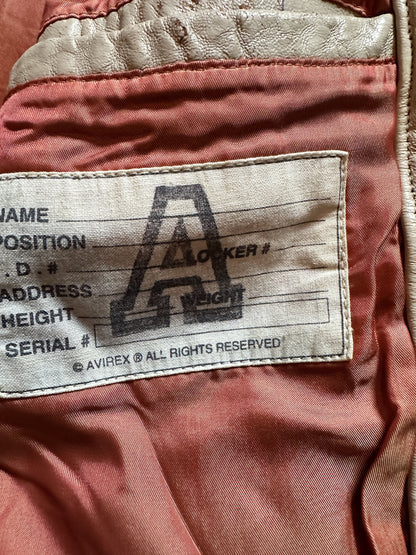 NAME
POSITION
LOCKER #
. D. #
ADDRESS
WEIGHT
HEIGHT
SERIAL #
A
© AVIREX ® ALL RIGHTS RESERVED